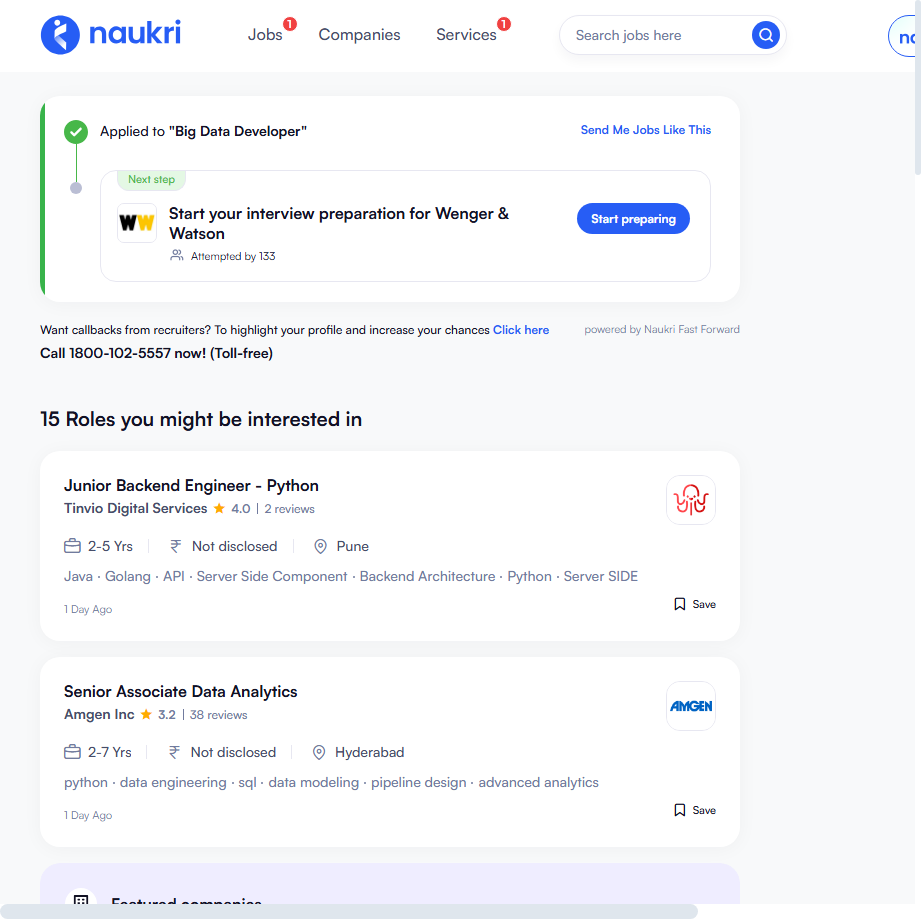 naukri
Jobs 1 Companies Services 1 Search jobs here
Applied to "Big Data Developer" Send Me Jobs Like This
Next step
WW Start your interview preparation for Wenger & Start preparing
Watson
Attempted by 133
Want callbacks from recruiters? To highlight your profile and increase your chances Click here powered by Naukri Fast Forward
Call 1800-102-5557 now! (Toll-free)
15 Roles you might be interested in
Junior Backend Engineer - Python
Tinvio Digital Services 4.0 | 2 reviews
2-5 Yrs ₹ Not disclosed Pune
Java · Golang · API · Server Side Component · Backend Architecture · Python · Server SIDE
1 Day Ago Save
Senior Associate Data Analytics
Amgen Inc 3.2 | 38 reviews AMGEN
2-7 Yrs ₹ Not disclosed Hyderabad
python · data engineering · sql · data modeling · pipeline design · advanced analytics
1 Day Ago Save
Featured companies